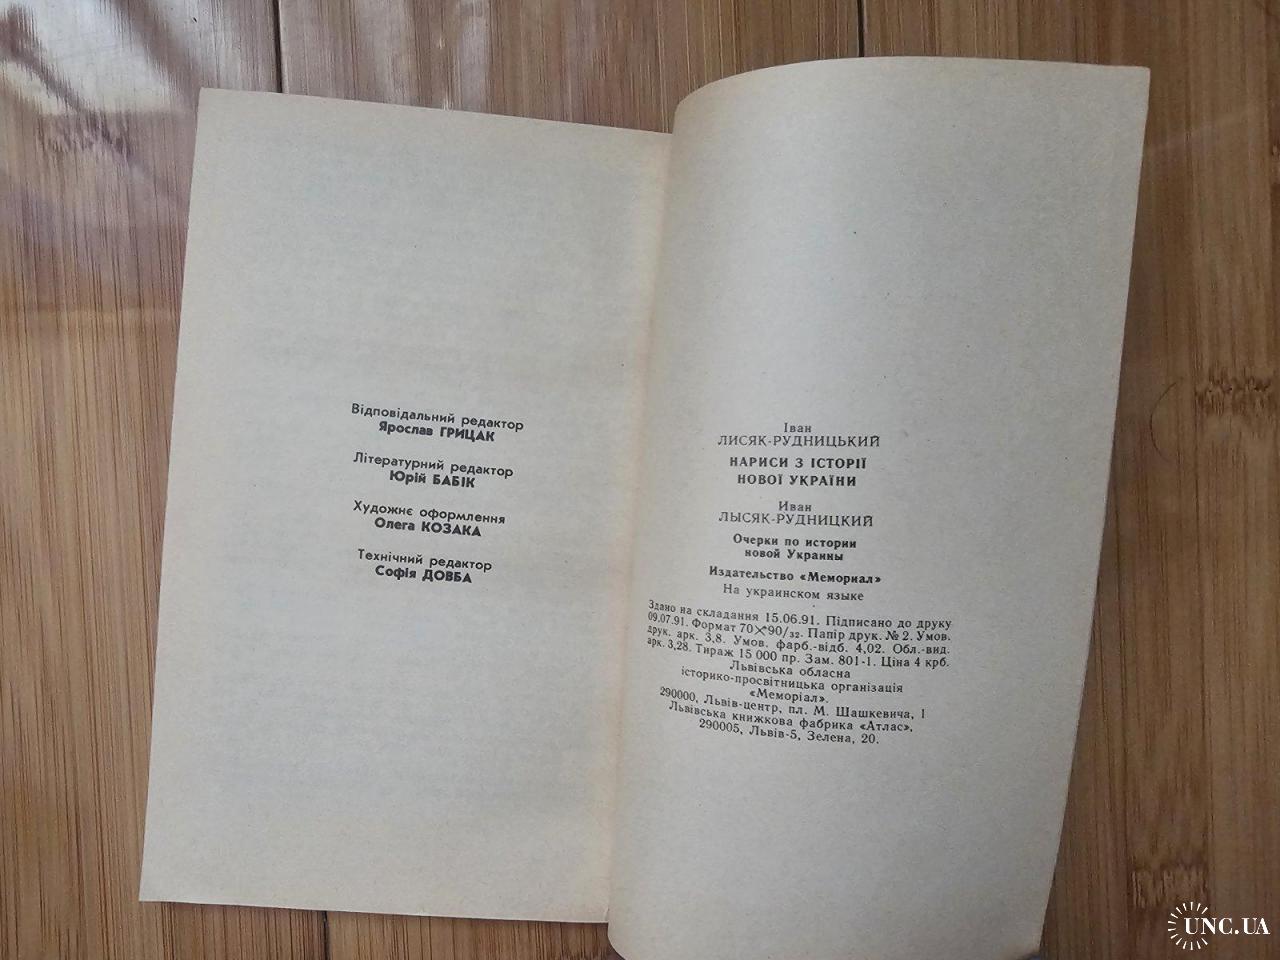 Відповідальний редактор
Ярослав ГРИЦАК
Літературний редактор
Юрій БАБІК
Художнє оформлення
Олега КОЗАКА
Технічний редактор
Софія ДОВБА
Іван
ЛИСЯК-РУДНИЦЬКИЙ
НАРИСИ З ІСТОРІЇ
НОВОЇ УКРАЇНИ
Иван
ЛЫСЯК-РУДНИЦКИЙ
Очерки по истории
новой Украины
Издательство «Мемориал»
На украинском языке
Здано на складання 15.06.91. Підписано до друку
09.07.91. Формат 70×90/32. Папір друк. № 2. Умов.
друк. арк. 3,8. Умов. фарб.-відб. 4,02. Обл.-вид.
арк. 3,28. Тираж 15 000 пр. Зам. 801-1. Ціна 4 крб.
Львівська обласна
історико-просвітницька організація
«Меморіал».
290000, Львів-центр, пл. М. Шашкевича, 1
Львівська книжкова фабрика «Атлас»,
290005, Львів-5, Зелена, 20.
UNC.UA